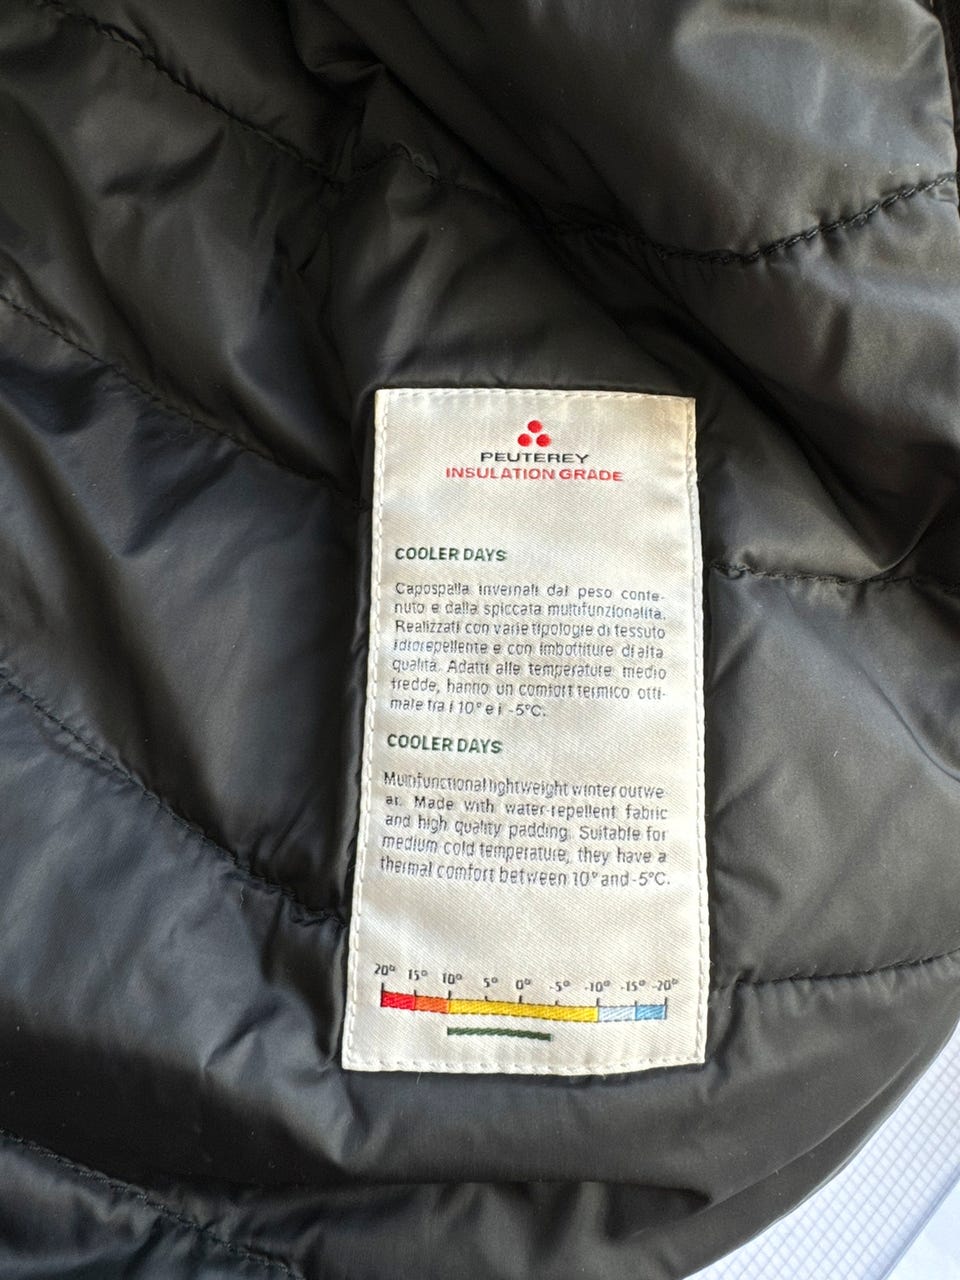 PEUTEREY
INSULATION GRADE
COOLER DAYS
Capospalla invernali dal peso conte-
nuto e dalla spiccata multifunzionalità.
Realizzati con varie tipologie di tessuto
idrorepellente e con imbottiture di alta
qualità. Adatti alle temperature medio
fredde, hanno un comfort termico otti-
male tra i 10° e i -5°C.
COOLER DAYS
Multifunctional lightweight winter outwe-
ar. Made with water-repellent fabric
and high quality padding. Suitable for
medium cold temperature, they have a
thermal comfort between 10° and -5°C.
20° 15° 10° 5° 0° -5° -10° -15° -20°